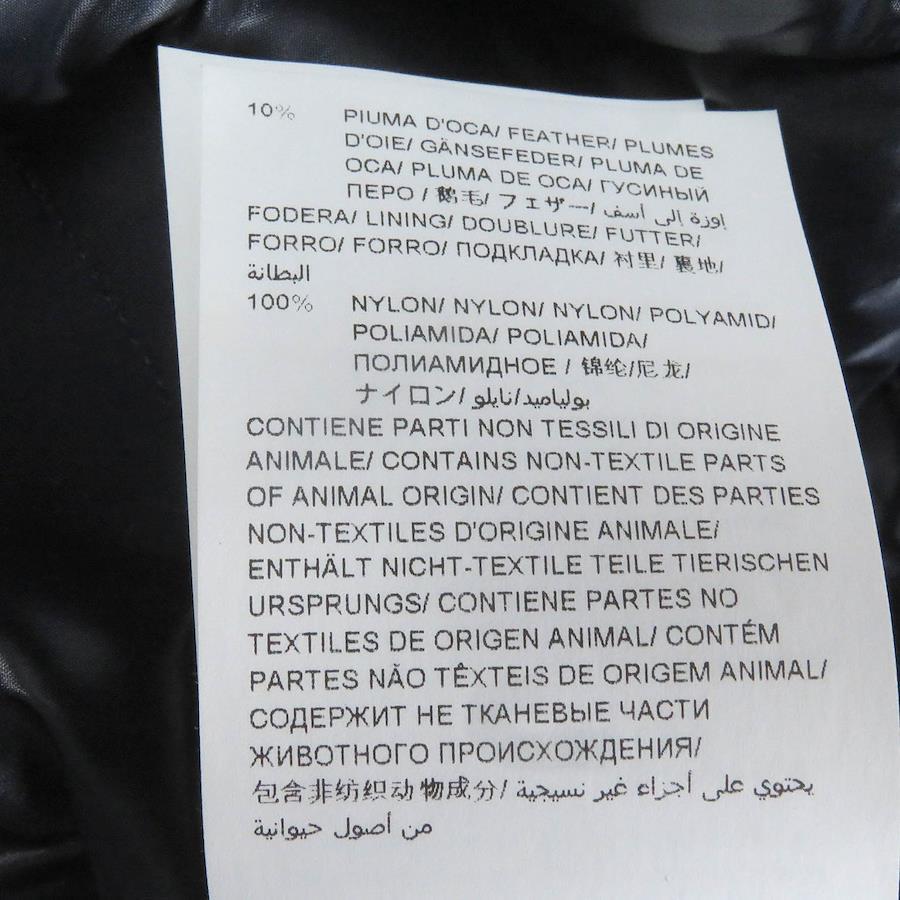 10% PIUMA D'OCA/ FEATHER/ PLUMES
D'OIE/ GÄNSEFEDER/ PLUMA DE
OCA/ PLUMA DE OCA/ ГУСИНЫЙ
ПЕРО / 鹅毛/ フェザー/ إوزة إلى أسف
FODERA/ LINING/ DOUBLURE/ FUTTER/
FORRO/ FORRO/ ПОДКЛАДКА/ 衬里/ 裏地/
البطانة
100% NYLON/ NYLON/ NYLON/ POLYAMID/
POLIAMIDA/ POLIAMIDA/
ПОЛИАМИДНОЕ / 锦纶/尼龙/
ナイロン/ بولياميد/نايلو
CONTIENE PARTI NON TESSILI DI ORIGINE
ANIMALE/ CONTAINS NON-TEXTILE PARTS
OF ANIMAL ORIGIN/ CONTIENT DES PARTIES
NON-TEXTILES D'ORIGINE ANIMALE/
ENTHÄLT NICHT-TEXTILE TEILE TIERISCHEN
URSPRUNGS/ CONTIENE PARTES NO
TEXTILES DE ORIGEN ANIMAL/ CONTÉM
PARTES NÃO TÊXTEIS DE ORIGEM ANIMAL/
СОДЕРЖИТ НЕ ТКАНЕВЫЕ ЧАСТИ
ЖИВОТНОГО ПРОИСХОЖДЕНИЯ/
包含非纺织动物成分/ يحتوي على أجزاء غير نسيجية
من أصول حيوانية